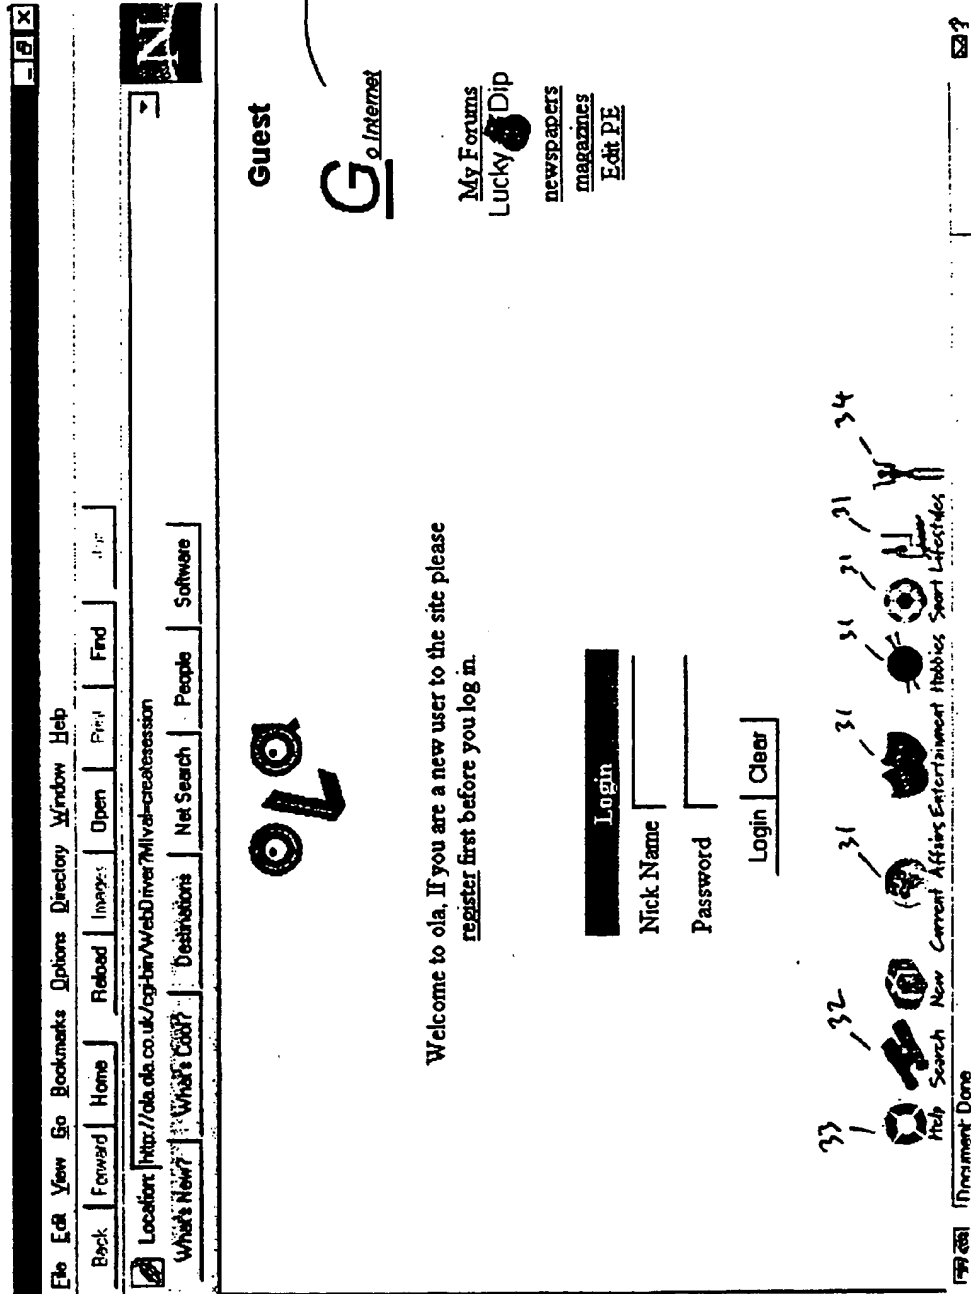 File Edit View Go Bookmarks Options Directory Window Help
Back Forward Home Reload Images Open Print Find
Location: http://ola.ola.co.uk/cgi-bin/WebDriver?MIval=createsession
What's New? What's Cool? Destinations Net Search People Software
N
ola
Guest
Go Internet
Welcome to ola, If you are a new user to the site please
register first before you log in.
My Forums
Lucky Dip
newspapers
magazines
Edit PE
Login
Nick Name
Password
Login Clear
33 32 31 31 31 31 31 34
Help Search New Current Affairs Entertainment Hobbies Sport Lifestyles
Document Done
?